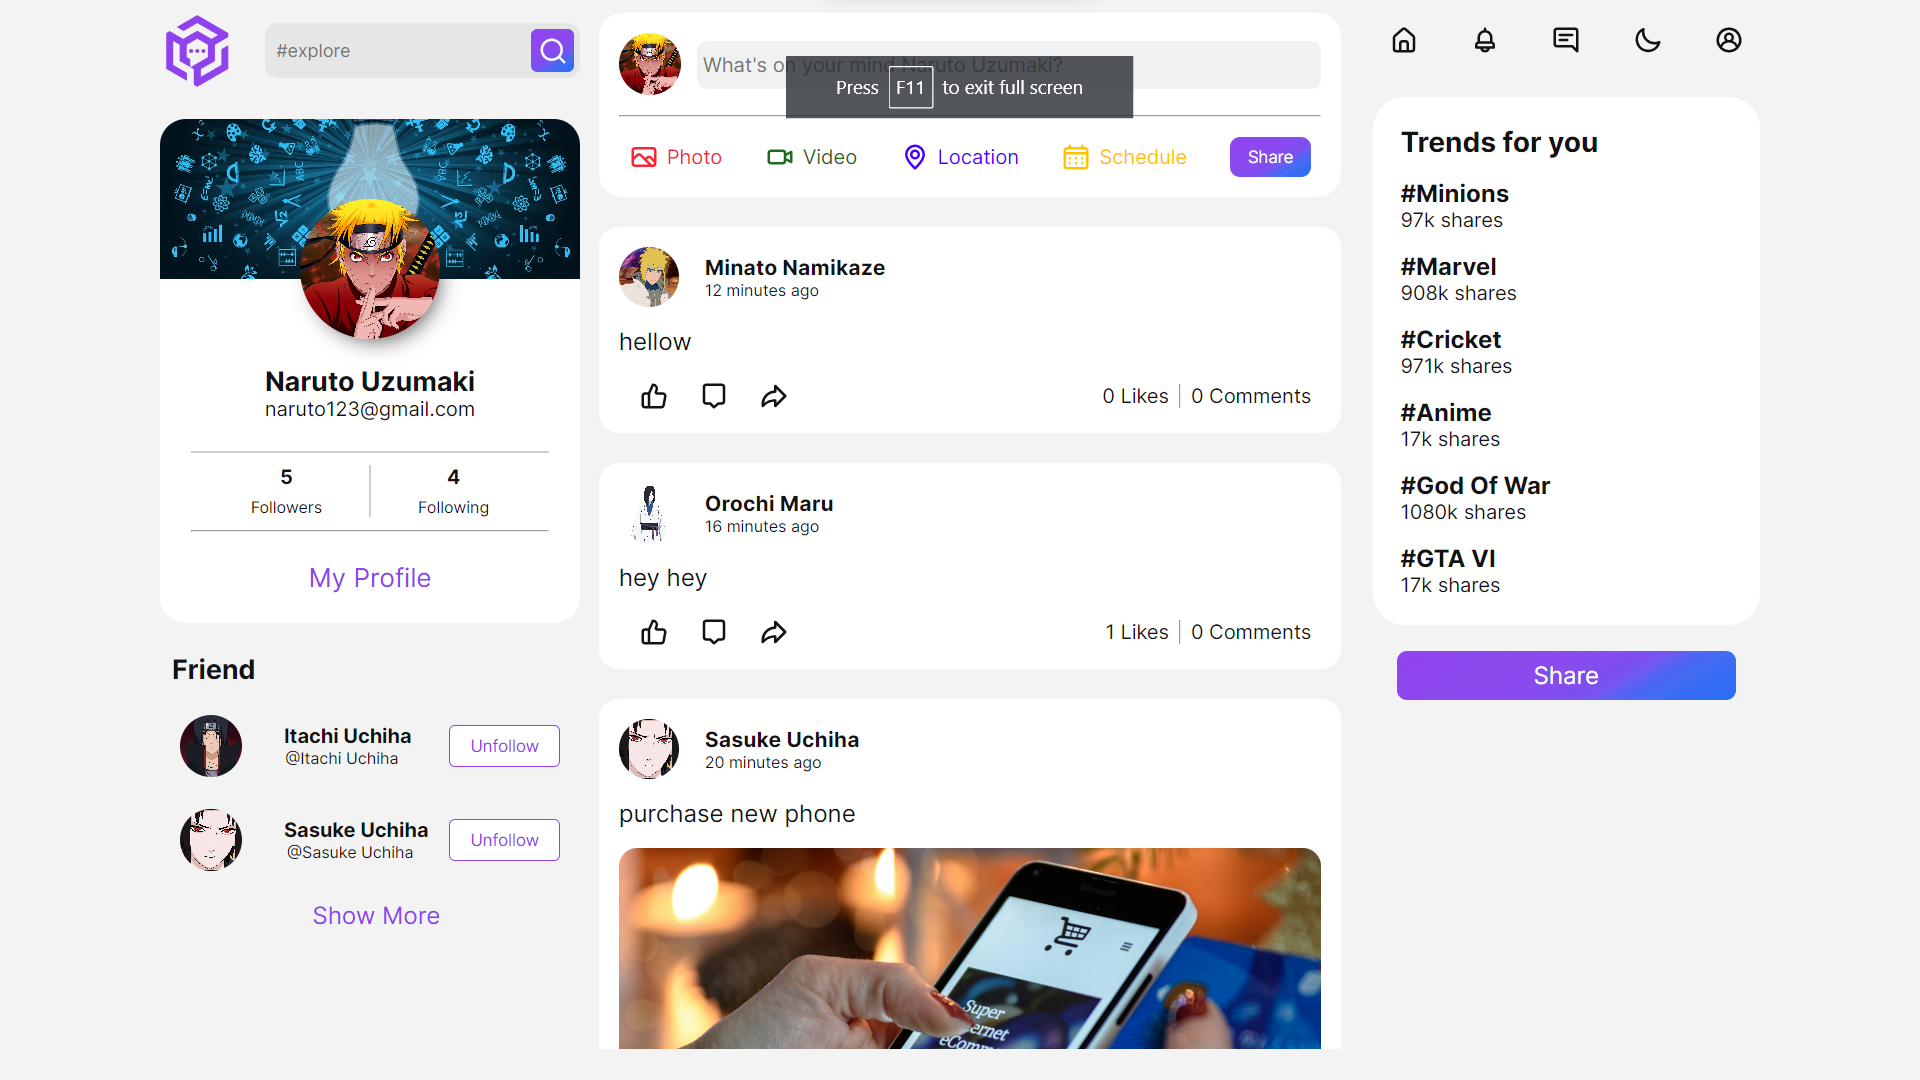 #explore
Naruto Uzumaki
naruto123@gmail.com
5
Followers
4
Following
My Profile
Friend
Itachi Uchiha
@Itachi Uchiha
Unfollow
Sasuke Uchiha
@Sasuke Uchiha
Unfollow
Show More
What's on your mind Naruto Uzumaki?
Press F11 to exit full screen
Photo
Video
Location
Schedule
Share
Minato Namikaze
12 minutes ago
hellow
0 Likes
0 Comments
Orochi Maru
16 minutes ago
hey hey
1 Likes
0 Comments
Sasuke Uchiha
20 minutes ago
purchase new phone
Microsoft
Super
Trends for you
#Minions
97k shares
#Marvel
908k shares
#Cricket
971k shares
#Anime
17k shares
#God Of War
1080k shares
#GTA VI
17k shares
Share